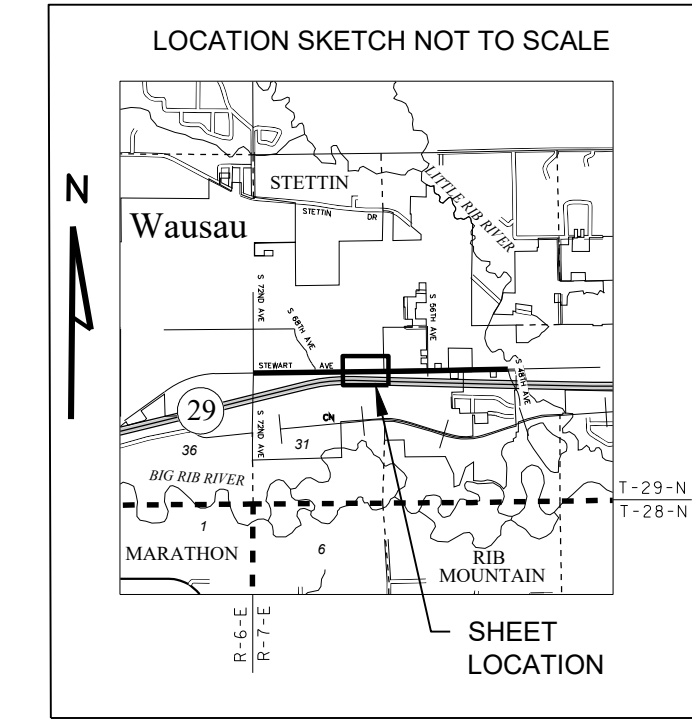 LOCATION SKETCH NOT TO SCALE
N
STETTIN
STETTIN DR
LITTLE RIB RIVER
Wausau
S 72ND AVE
S 68TH AVE
S 56TH AVE
STEWART AVE
S 48TH AVE
29
S 72ND AVE
CN
36
31
BIG RIB RIVER
T-29-N
T-28-N
1
6
MARATHON
RIB
MOUNTAIN
R-6-E
R-7-E
SHEET
LOCATION